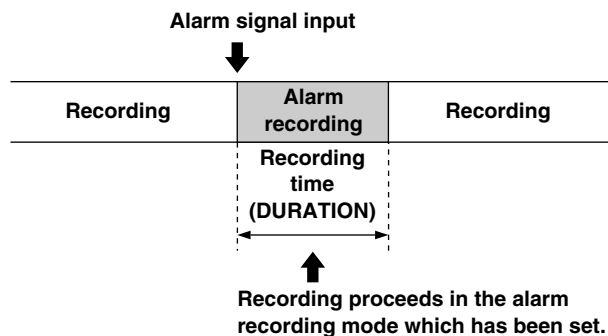 Alarm signal input
Recording
Alarm
recording
Recording
Recording
time
(DURATION)
Recording proceeds in the alarm
recording mode which has been set.